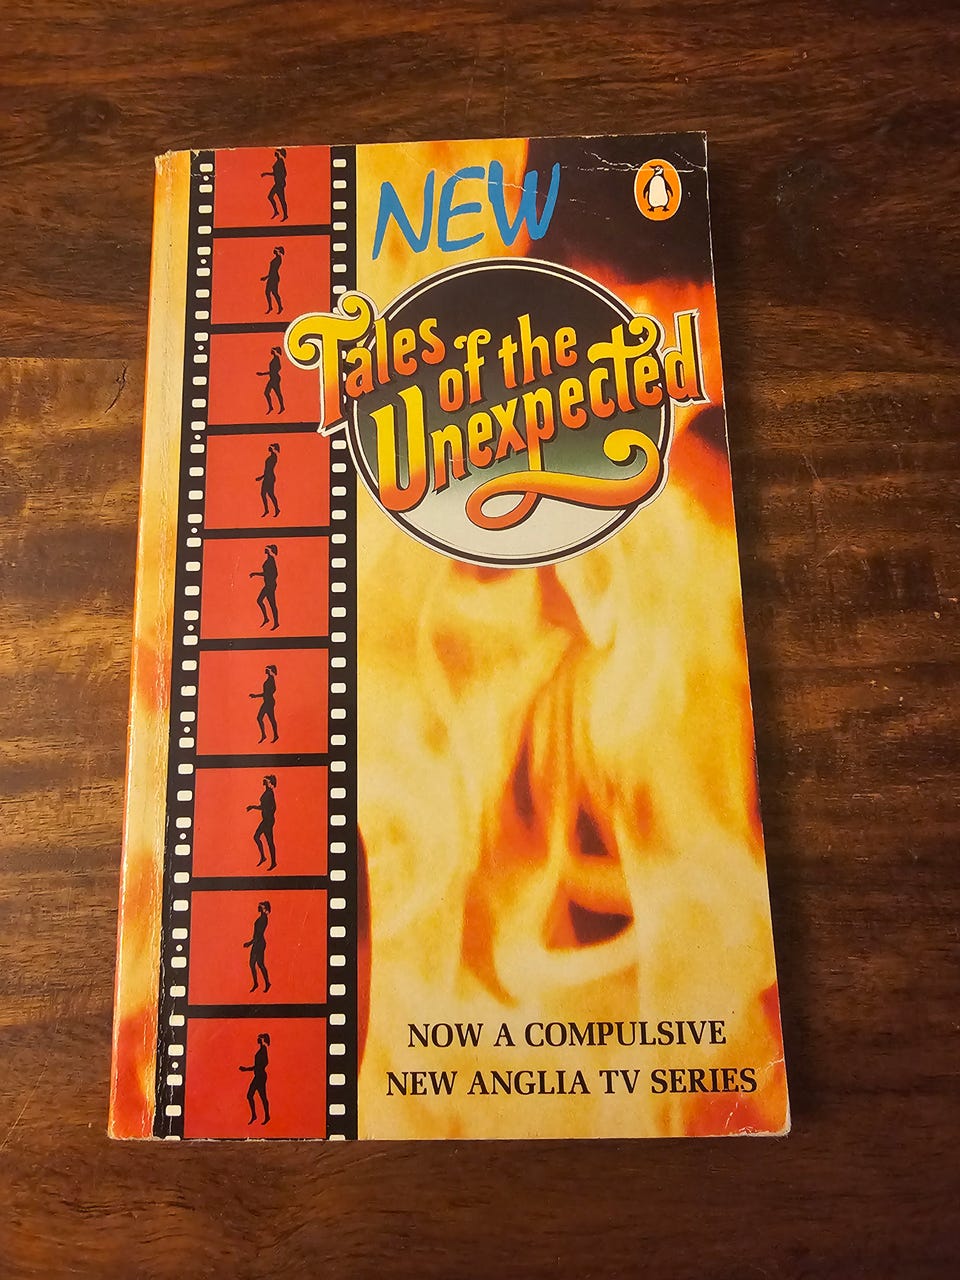 NEW
Tales of the
Unexpected
NOW A COMPULSIVE
NEW ANGLIA TV SERIES